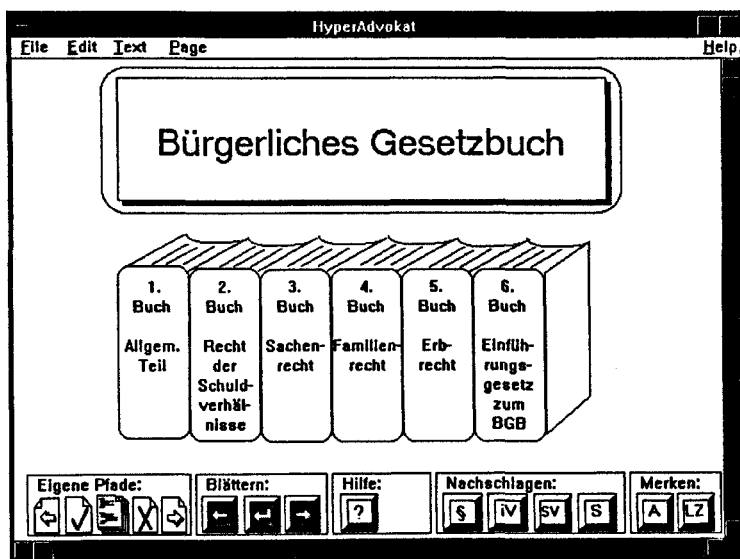 HyperAdvokat
File Edit Text Page Help
Bürgerliches Gesetzbuch
1.
Buch
Allgem.
Teil
2.
Buch
Recht
der
Schuld-
verhäl-
nisse
3.
Buch
Sachen-
recht
4.
Buch
Familien-
recht
5.
Buch
Erb-
recht
6.
Buch
Einfüh-
rungs-
gesetz
zum
BGB
Eigene Pfade:
Blättern:
Hilfe:
?
Nachschlagen:
§ iV SV S
Merken:
A LZ